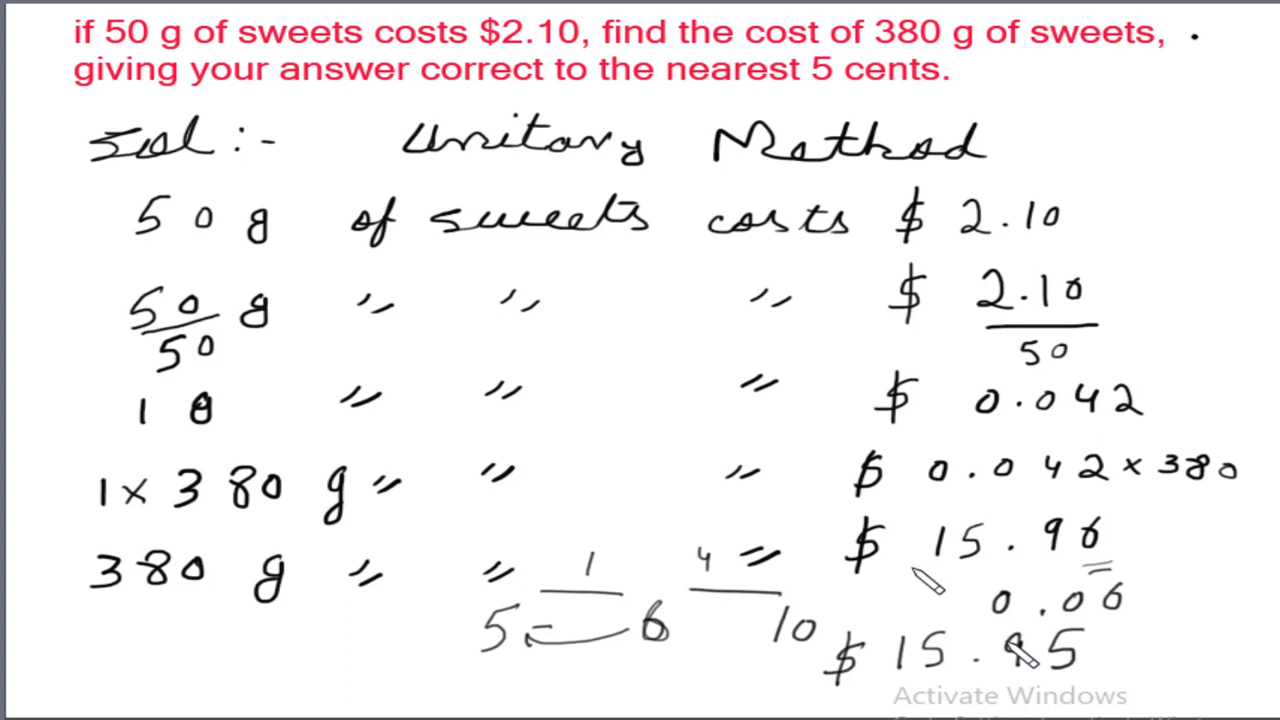 if 50 g of sweets costs $2.10, find the cost of 380 g of sweets, .
giving your answer correct to the nearest 5 cents.
Sol :- Unitary Method
50 g of sweets costs $ 2.10
50/50 g " " " $ 2.10/50
1 g " " " $ 0.042
1 x 380 g " " " $ 0.042 x 380
380 g " " " $ 15.96
1 4 0.06
5 6 10 $ 15.95
Activate Windows